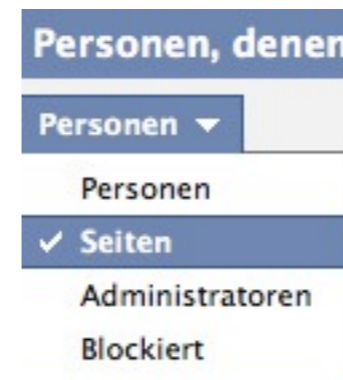 Personen, denen
Personen
Personen
Seiten
Administratoren
Blockiert